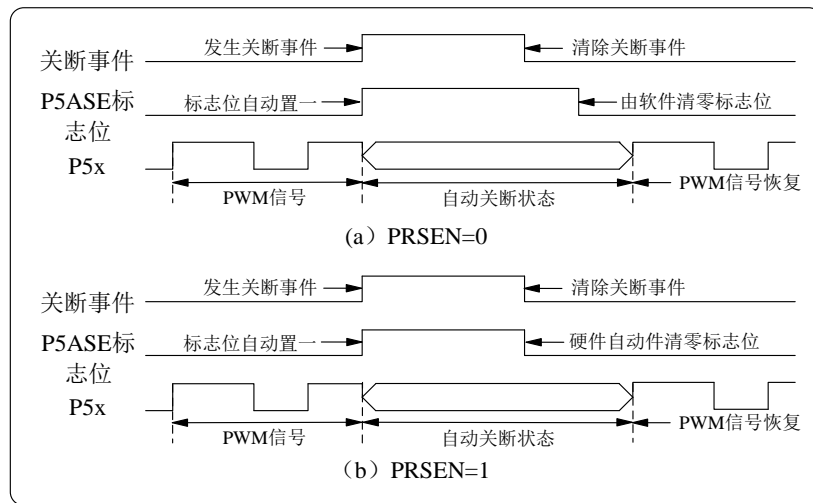 发生关断事件 清除关断事件
关断事件
P5ASE标
志位
标志位自动置一 由软件清零标志位
P5x
PWM信号 自动关断状态 PWM信号恢复
(a）PRSEN=0
发生关断事件 清除关断事件
关断事件
P5ASE标
志位
标志位自动置一 硬件自动件清零标志位
P5x
PWM信号 自动关断状态 PWM信号恢复
(b）PRSEN=1